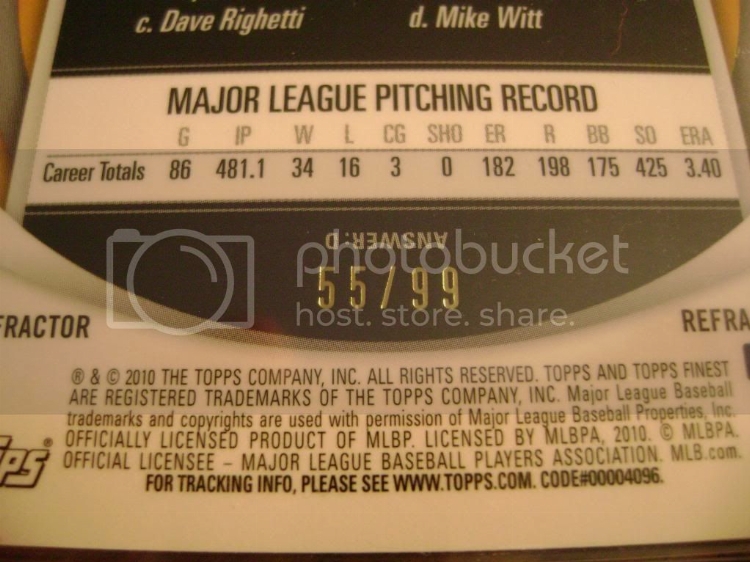 c. Dave Righetti d. Mike Witt
MAJOR LEAGUE PITCHING RECORD
G IP W L CG SHO ER R BB SO ERA
Career Totals 86 481.1 34 16 3 0 182 198 175 425 3.40
ANSWER: D
photobucket
55/99
host. store. share.
FRACTOR REFRA
® & © 2010 THE TOPPS COMPANY, INC. ALL RIGHTS RESERVED. TOPPS AND TOPPS FINEST
ARE REGISTERED TRADEMARKS OF THE TOPPS COMPANY, INC. Major League Baseball
trademarks and copyrights are used with permission of Major League Baseball Properties, Inc.
OFFICIALLY LICENSED PRODUCT OF MLBP. LICENSED BY MLBPA, 2010. © MLBPA.
OFFICIAL LICENSEE – MAJOR LEAGUE BASEBALL PLAYERS ASSOCIATION. MLB.com.
pps®
FOR TRACKING INFO, PLEASE SEE WWW.TOPPS.COM. CODE#00004096.